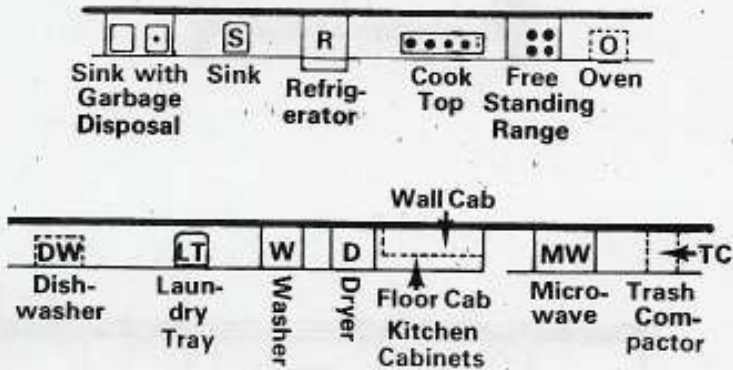 S
R
O
Sink with
Garbage
Disposal
Sink
Refrig-
erator
Cook
Top
Free
Standing
Range
Oven
Wall Cab
DW
LT
W
D
MW
TC
Dish-
washer
Laun-
dry
Tray
Washer
Dryer
Floor Cab
Kitchen
Cabinets
Micro-
wave
Trash
Com-
pactor